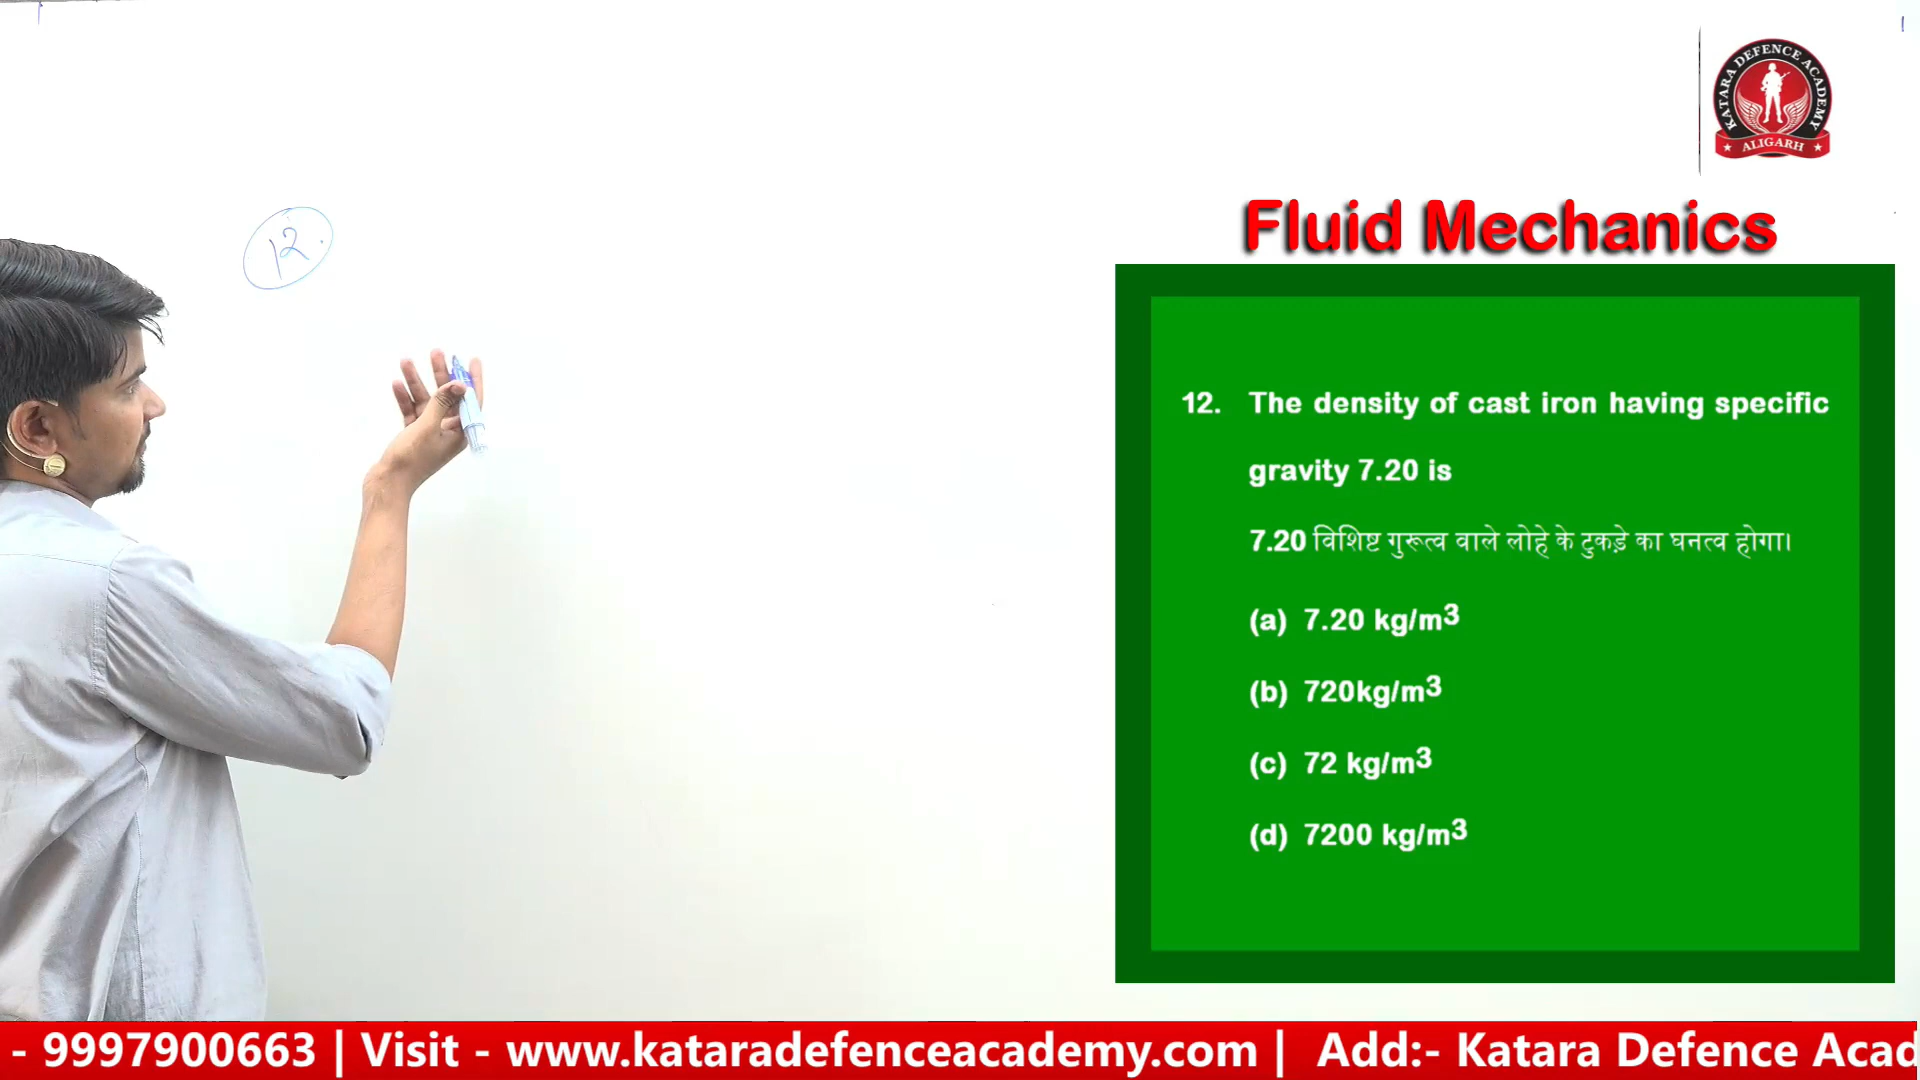 KATARA DEFENCE ACADEMY
ALIGARH
12.
Fluid Mechanics
12. The density of cast iron having specific
gravity 7.20 is
7.20 विशिष्ट गुरूत्व वाले लोहे के टुकड़े का घनत्व होगा।
(a) 7.20 kg/m³
(b) 720kg/m³
(c) 72 kg/m³
(d) 7200 kg/m³
- 9997900663 | Visit - www.kataradefenceacademy.com | Add:- Katara Defence Acad